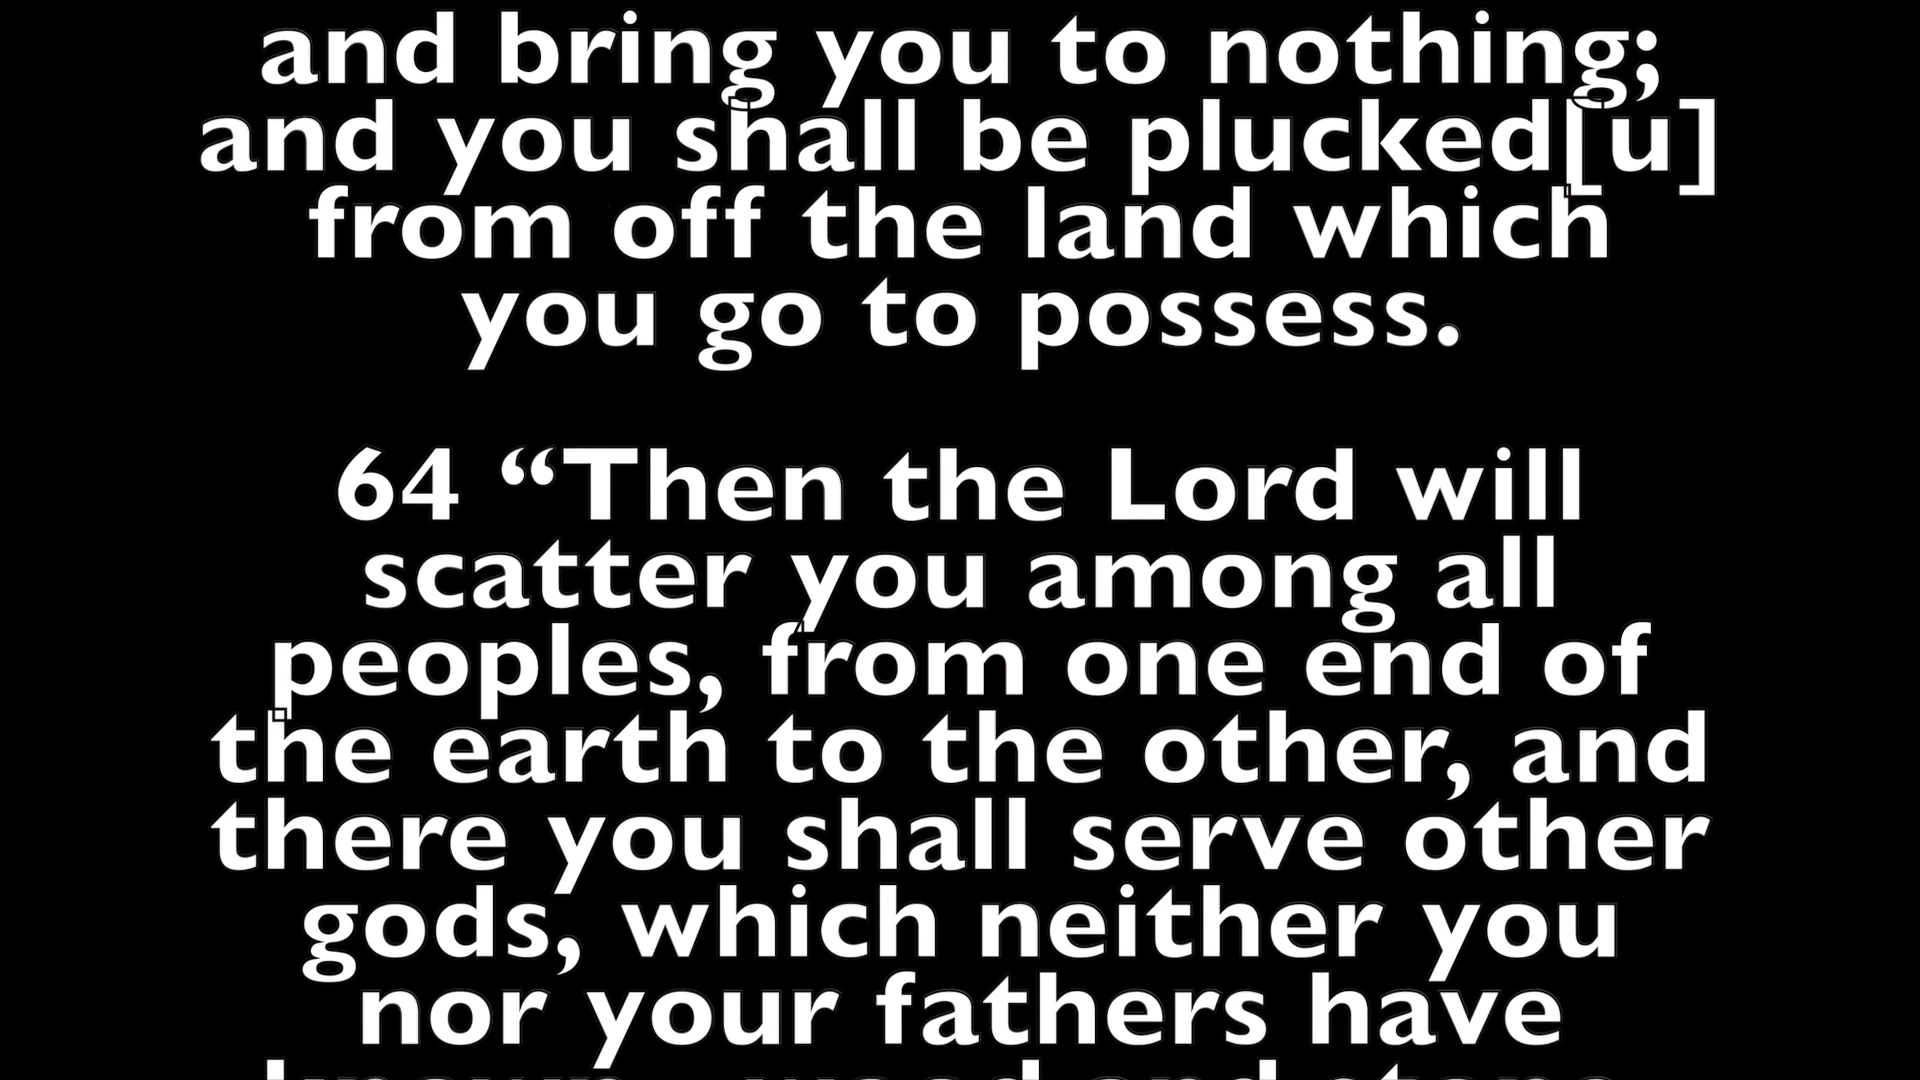 and bring you to nothing;
and you shall be plucked[u]
from off the land which
you go to possess.
64 “Then the Lord will
scatter you among all
peoples, from one end of
the earth to the other, and
there you shall serve other
gods, which neither you
nor your fathers have